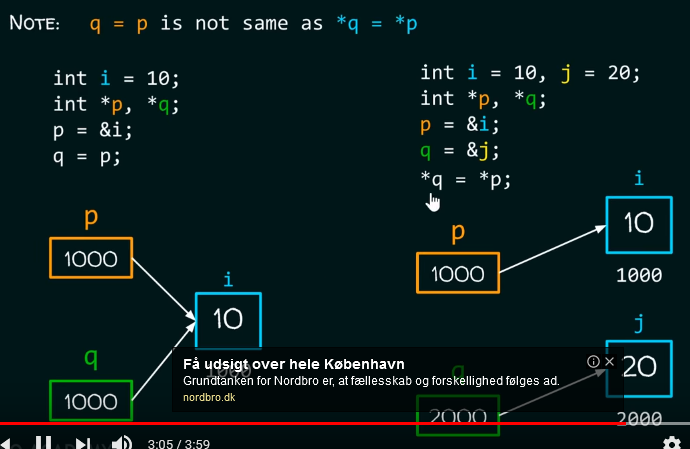 NOTE: q = p is not same as *q = *p
int i = 10;
int *p, *q;
p = &i;
q = p;
int i = 10, j = 20;
int *p, *q;
p = &i;
q = &j;
*q = *p;
p
1000
i
10
q
1000
p
1000
i
10
1000
j
20
2000
q
2000
Få udsigt over hele København
Grundtanken for Nordbro er, at fællesskab og forskellighed følges ad.
nordbro.dk
3:05 / 3:59